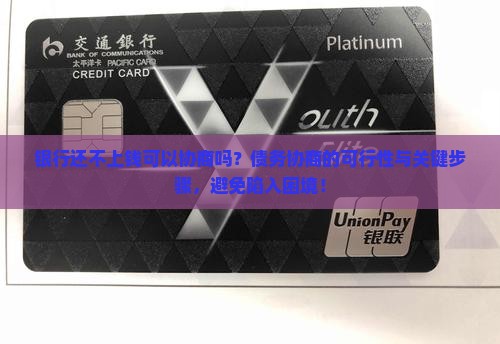 交通銀行
BANK OF COMMUNICATIONS
太平洋卡 PACIFIC CARD
CREDIT CARD
Platinum
outh
Elite
银行还不上钱可以协商吗?债务协商的可行性与关键步
骤,避免陷入困境!
UnionPay
银联